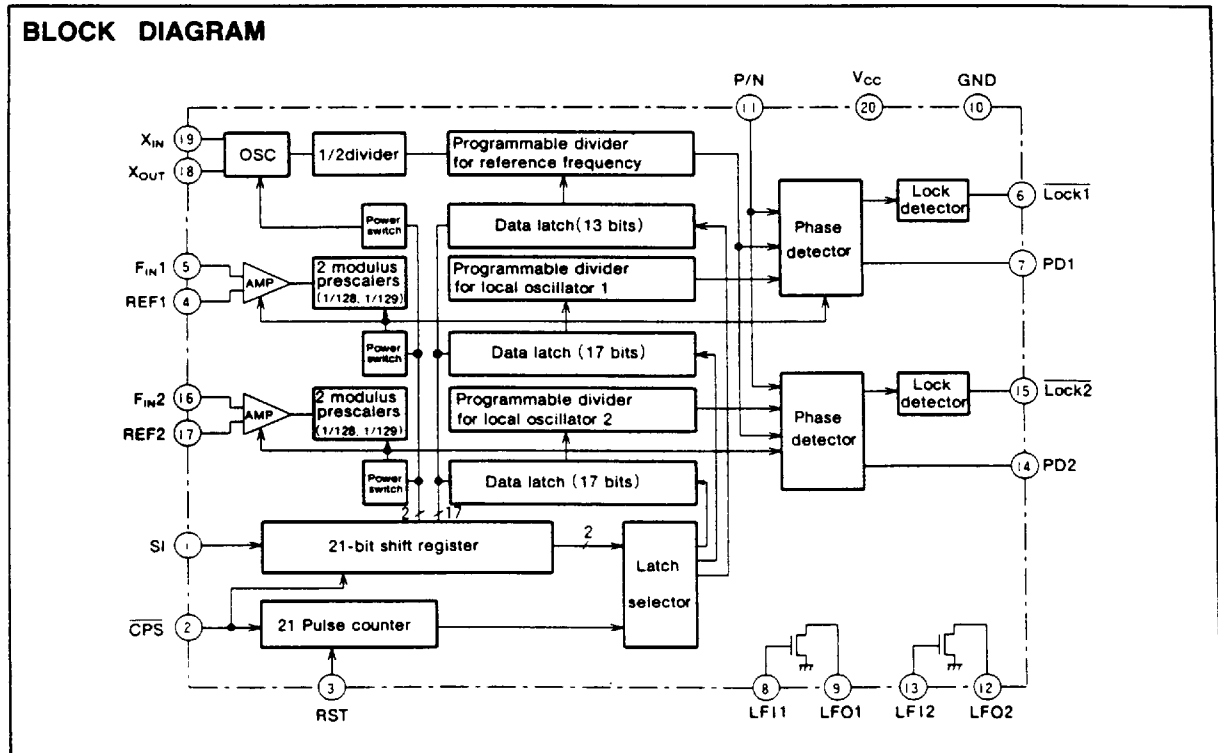 BLOCK DIAGRAM
P/N
VCC
GND
11
20
10
XIN
19
XOUT
18
OSC
1/2divider
Programmable divider
for reference frequency
Lock
detector
6
Lock1
Power
switch
Data latch(13 bits)
Phase
detector
FIN1
5
REF1
4
AMP
2 modulus
prescalers
(1/128, 1/129)
Programmable divider
for local oscillator 1
7
PD1
Power
switch
Data latch (17 bits)
FIN2
16
REF2
17
AMP
2 modulus
prescalers
(1/128, 1/129)
Programmable divider
for local oscillator 2
Phase
detector
Lock
detector
15
Lock2
Power
switch
Data latch (17 bits)
14
PD2
2
17
SI
1
21-bit shift register
2
Latch
selector
CPS
2
21 Pulse counter
3
RST
8
9
13
12
LFI1
LFO1
LFI2
LFO2